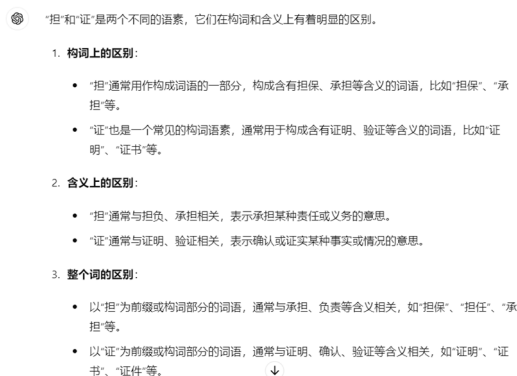 “担”和“证”是两个不同的语素，它们在构词和含义上有着明显的区别。
1. 构词上的区别：
• “担”通常用作构成词语的一部分，构成含有担保、承担等含义的词语，比如“担保”、“承
担”等。
• “证”也是一个常见的构词语素，通常用于构成含有证明、验证等含义的词语，比如“证
明”、“证书”等。
2. 含义上的区别：
• “担”通常与担负、承担相关，表示承担某种责任或义务的意思。
• “证”通常与证明、验证相关，表示确认或证实某种事实或情况的意思。
3. 整个词的区别：
• 以“担”为前缀或构词部分的词语，通常与承担、负责等含义相关，如“担保”、“担任”、“承
担”等。
• 以“证”为前缀或构词部分的词语，通常与证明、确认、验证等含义相关，如“证明”、“证
书”、“证件”等。